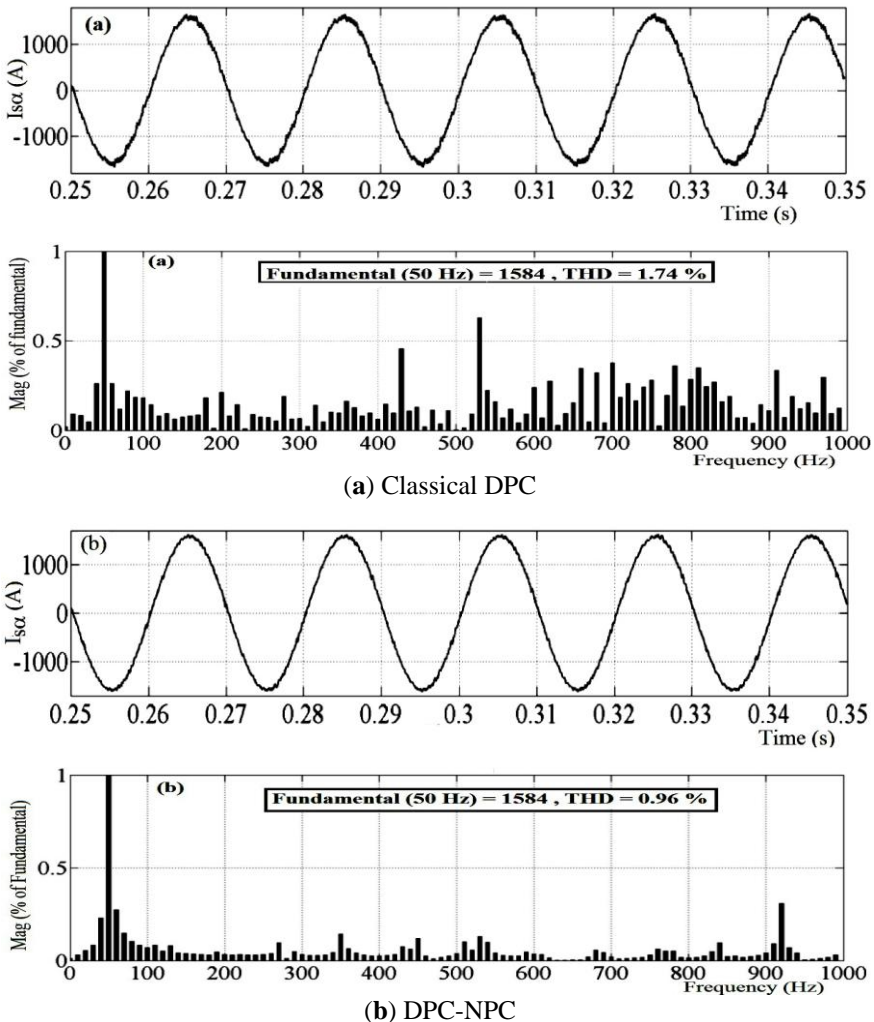 (a)
Isα (A)
1000
0
-1000
0.25 0.26 0.27 0.28 0.29 0.3 0.31 0.32 0.33 0.34 0.35
Time (s)
(a)
Fundamental (50 Hz) = 1584 , THD = 1.74 %
Mag (% of fundamental)
1
0.5
0
0 100 200 300 400 500 600 700 800 900 1000
Frequency (Hz)
(a) Classical DPC
(b)
Isα (A)
1000
0
-1000
0.25 0.26 0.27 0.28 0.29 0.3 0.31 0.32 0.33 0.34 0.35
Time (s)
(b)
Fundamental (50 Hz) = 1584 , THD = 0.96 %
Mag (% of Fundamental)
1
0.5
0
0 100 200 300 400 500 600 700 800 900 1000
Frequency (Hz)
(b) DPC-NPC